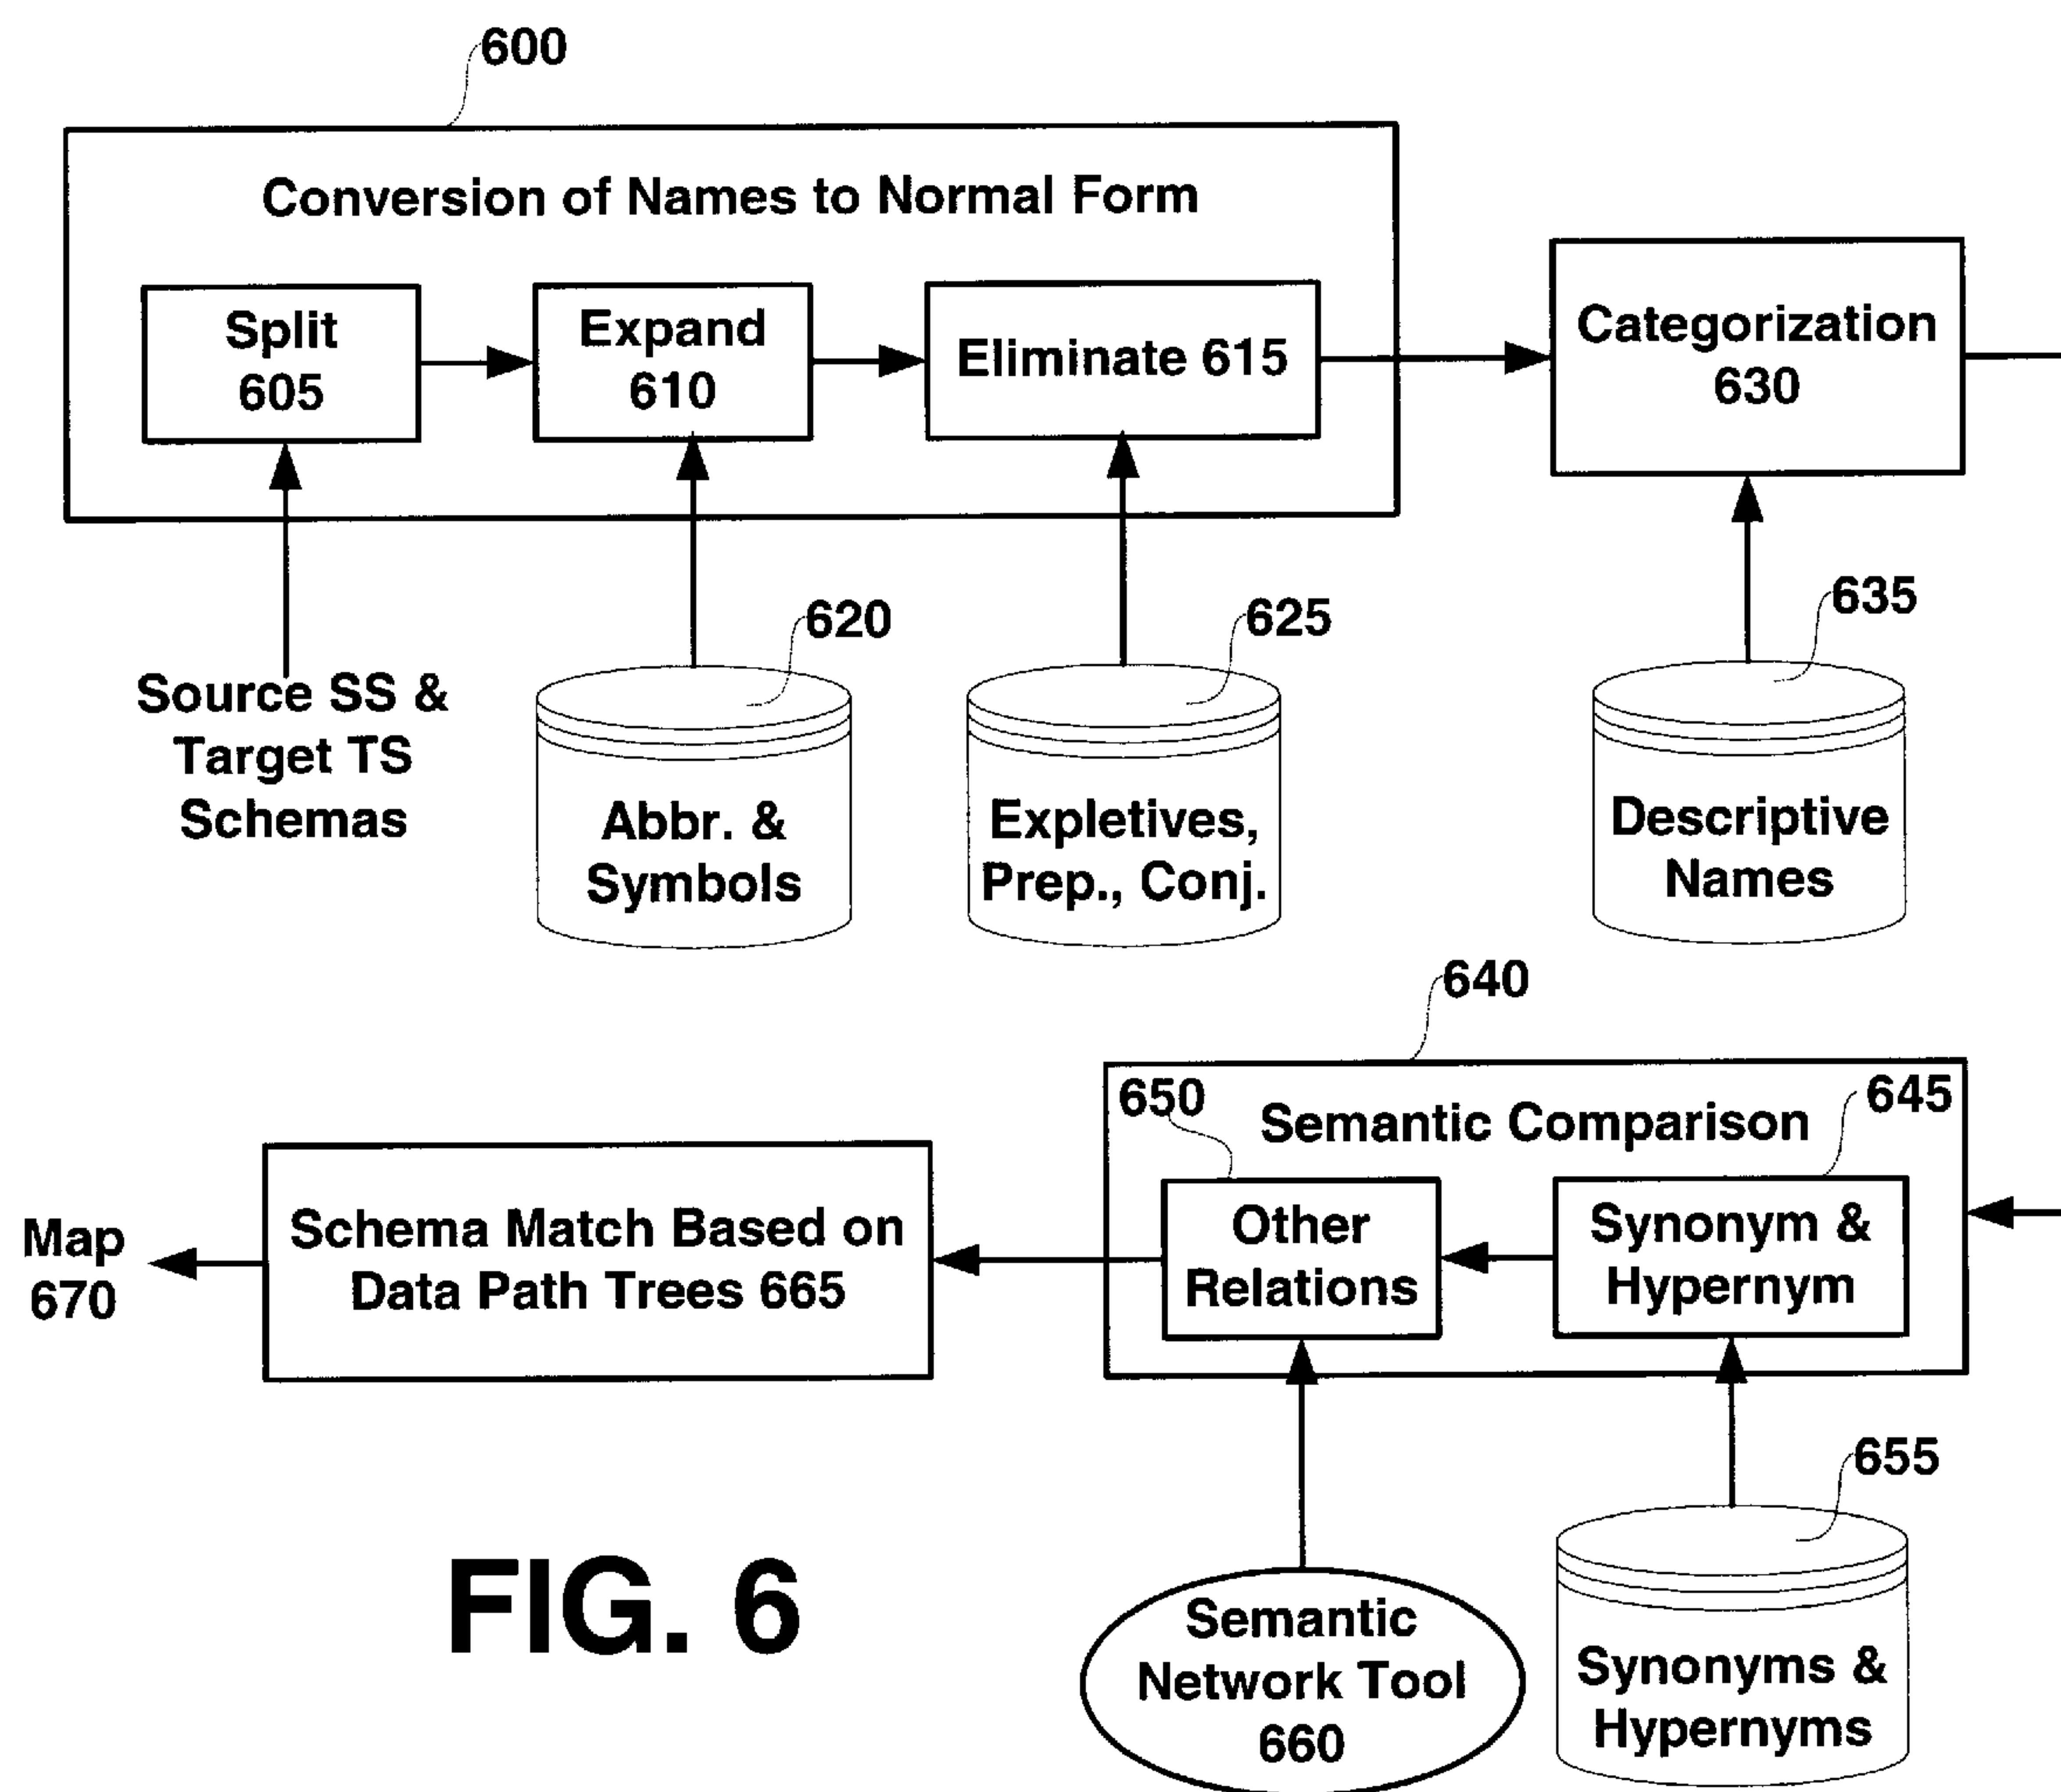 600
Conversion of Names to Normal Form
Split
605
Expand
610
Eliminate 615
Categorization
630
620
625
635
Source SS &
Target TS
Schemas
Abbr. &
Symbols
Expletives,
Prep., Conj.
Descriptive
Names
640
650
Semantic Comparison
645
Map
670
Schema Match Based on
Data Path Trees 665
Other
Relations
Synonym &
Hypernym
655
FIG. 6
Semantic
Network Tool
660
Synonyms &
Hypernyms